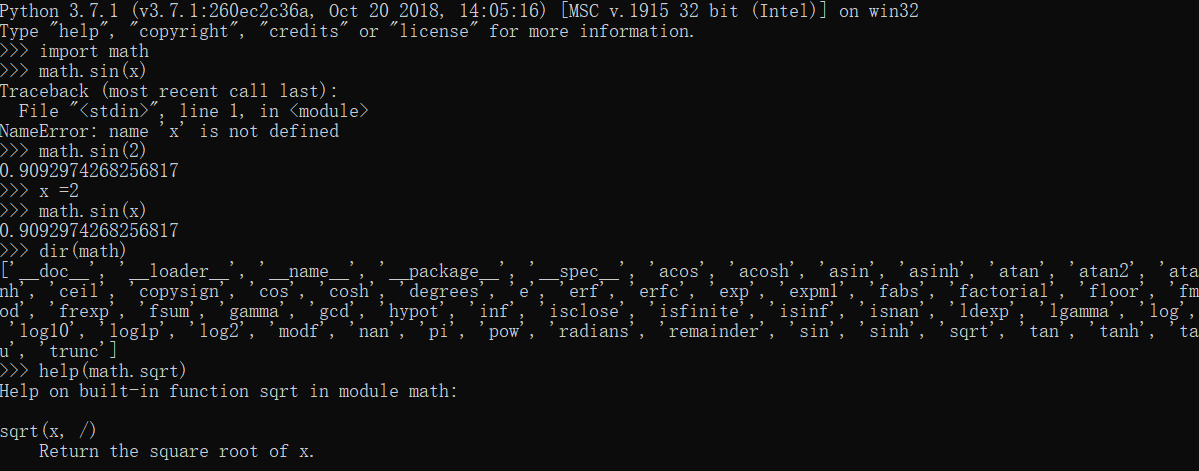 Python 3.7.1 (v3.7.1:260ec2c36a, Oct 20 2018, 14:05:16) [MSC v.1915 32 bit (Intel)] on win32
Type "help", "copyright", "credits" or "license" for more information.
>>> import math
>>> math.sin(x)
Traceback (most recent call last):
  File "<stdin>", line 1, in <module>
NameError: name 'x' is not defined
>>> math.sin(2)
0.9092974268256817
>>> x =2
>>> math.sin(x)
0.9092974268256817
>>> dir(math)
['__doc__', '__loader__', '__name__', '__package__', '__spec__', 'acos', 'acosh', 'asin', 'asinh', 'atan', 'atan2', 'ata
nh', 'ceil', 'copysign', 'cos', 'cosh', 'degrees', 'e', 'erf', 'erfc', 'exp', 'expm1', 'fabs', 'factorial', 'floor', 'fm
od', 'frexp', 'fsum', 'gamma', 'gcd', 'hypot', 'inf', 'isclose', 'isfinite', 'isinf', 'isnan', 'ldexp', 'lgamma', 'log',
 'log10', 'log1p', 'log2', 'modf', 'nan', 'pi', 'pow', 'radians', 'remainder', 'sin', 'sinh', 'sqrt', 'tan', 'tanh', 'ta
u', 'trunc']
>>> help(math.sqrt)
Help on built-in function sqrt in module math:

sqrt(x, /)
    Return the square root of x.